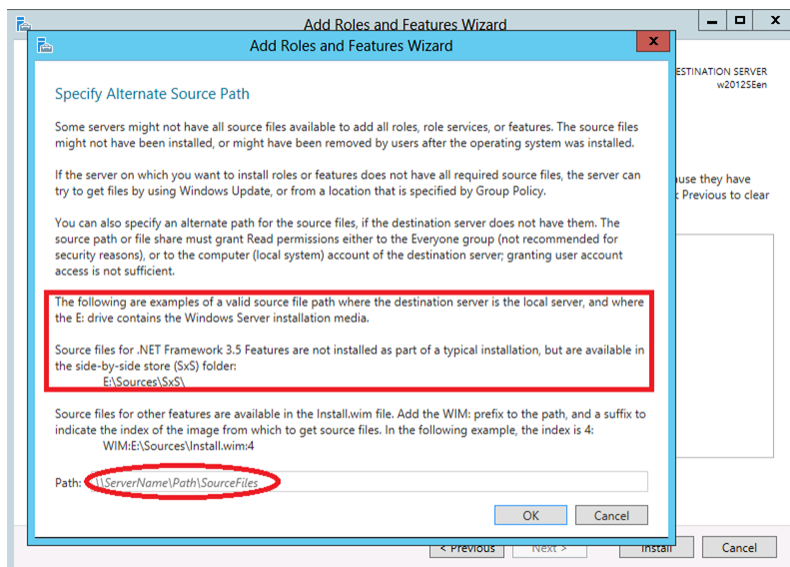 Add Roles and Features Wizard
Add Roles and Features Wizard
ESTINATION SERVER
w2012SEen
Specify Alternate Source Path
Some servers might not have all source files available to add all roles, role services, or features. The source files
might not have been installed, or might have been removed by users after the operating system was installed.
If the server on which you want to install roles or features does not have all required source files, the server can
try to get files by using Windows Update, or from a location that is specified by Group Policy.
they have
Previous to clear
You can also specify an alternate path for the source files, if the destination server does not have them. The
source path or file share must grant Read permissions either to the Everyone group (not recommended for
security reasons), or to the computer (local system) account of the destination server; granting user account
access is not sufficient.
The following are examples of a valid source file path where the destination server is the local server, and where
the E: drive contains the Windows Server installation media.
Source files for .NET Framework 3.5 Features are not installed as part of a typical installation, but are available in
the side-by-side store (SxS) folder:
E:\Sources\SxS\
Source files for other features are available in the Install.wim file. Add the WIM: prefix to the path, and a suffix to
indicate the index of the image from which to get source files. In the following example, the index is 4:
WIM:E:\Sources\Install.wim:4
Path: \\ServerName\Path\SourceFiles
OK Cancel
< Previous Next > Install Cancel